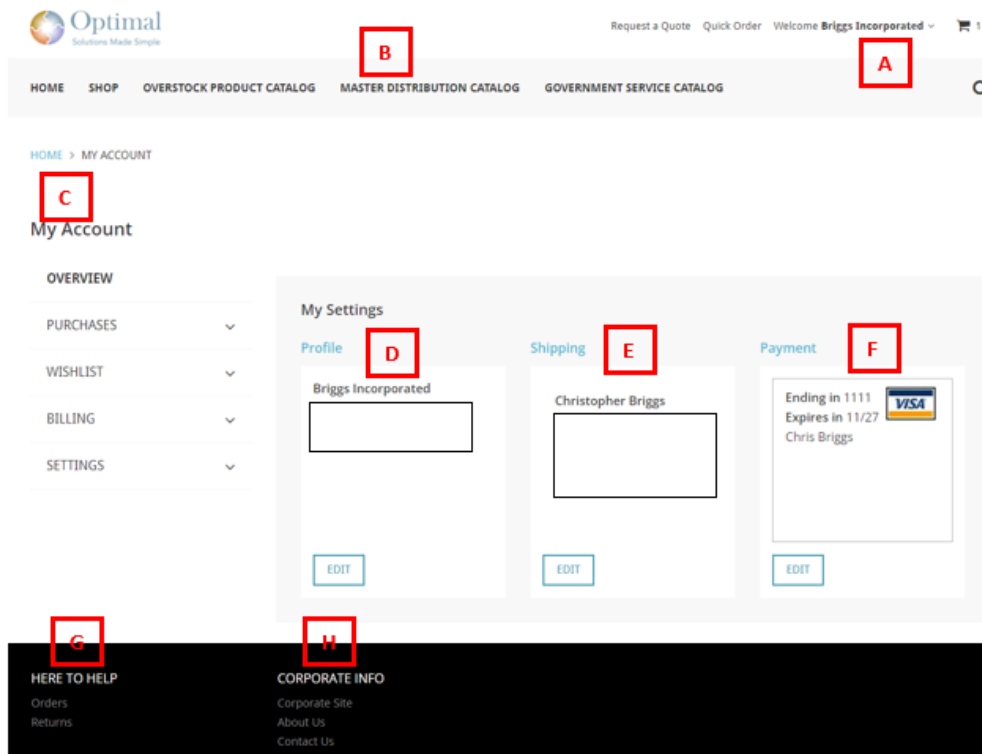 Optimal
Solutions Made Simple
Request a Quote Quick Order Welcome Briggs Incorporated 1
B
A
HOME SHOP OVERSTOCK PRODUCT CATALOG MASTER DISTRIBUTION CATALOG GOVERNMENT SERVICE CATALOG
HOME > MY ACCOUNT
C
My Account
OVERVIEW
PURCHASES
WISHLIST
BILLING
SETTINGS
My Settings
Profile D
Briggs Incorporated
EDIT
Shipping E
Christopher Briggs
EDIT
Payment F
Ending in 1111 VISA
Expires in 11/27
Chris Briggs
EDIT
G
HERE TO HELP
Orders
Returns
H
CORPORATE INFO
Corporate Site
About Us
Contact Us